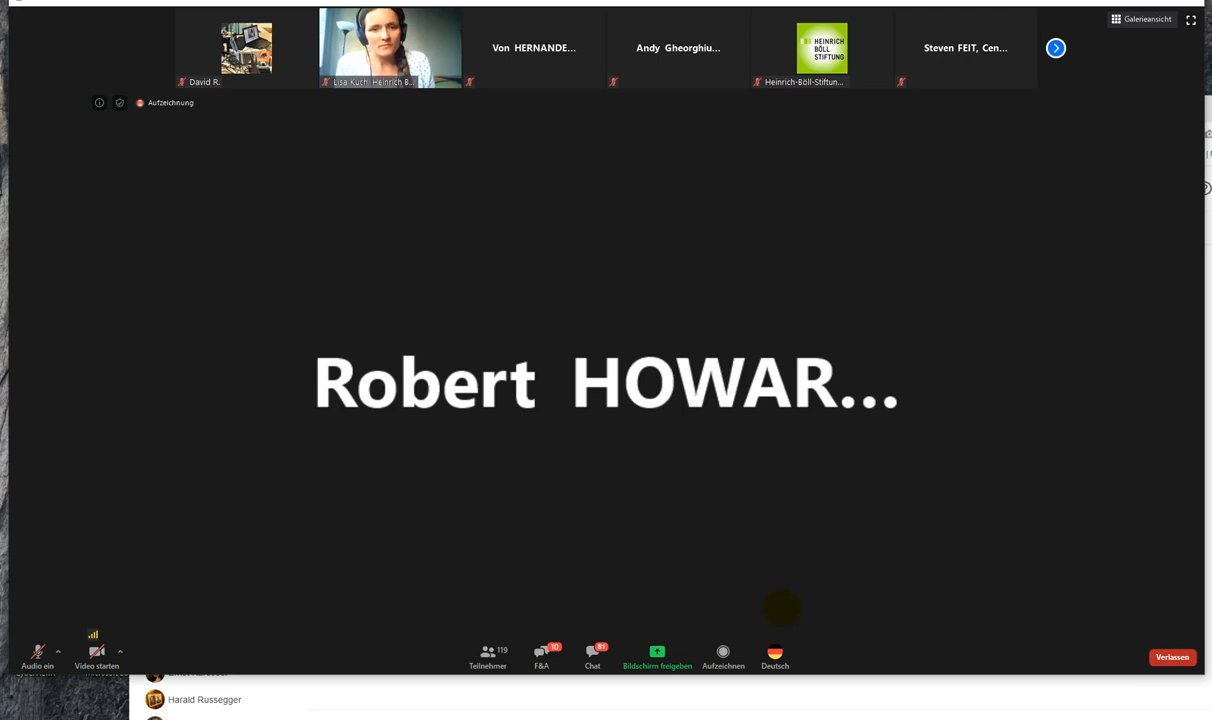 Galerieansicht
Von HERNANDE...
Andy Gheorghiu...
HEINRICH
BÖLL
STIFTUNG
Steven FEIT, Cen...
David R.
Lisa Kuch, Heinrich B...
Heinrich-Böll-Stiftun...
Aufzeichnung
Robert HOWAR...
119
10
81
Audio ein
Video starten
Teilnehmer
F&A
Chat
Bildschirm freigeben
Aufzeichnen
Deutsch
Verlassen
Harald Russegger